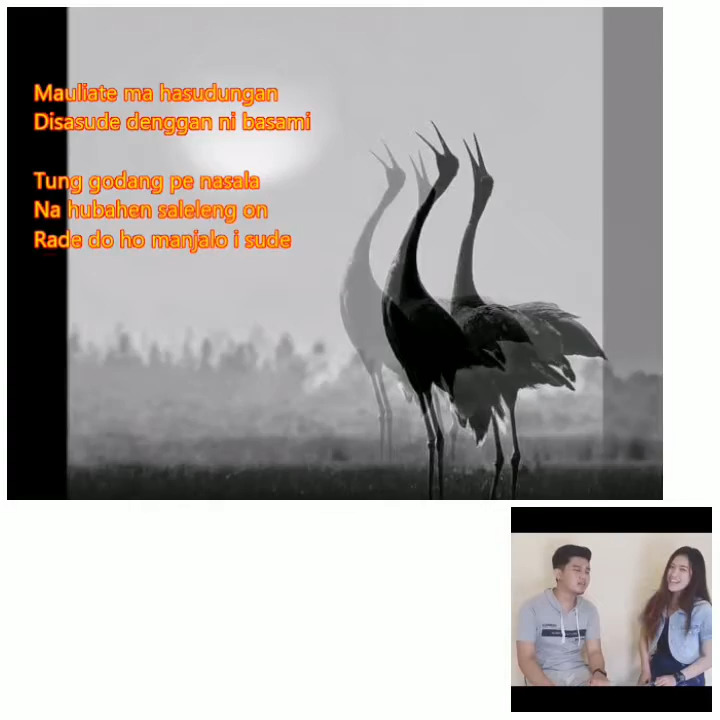 Mauliate ma hasudungan
Disasude denggan ni basami
Tung godang pe nasala
Na hubahen saleleng on
Rade do ho manjalo i sude